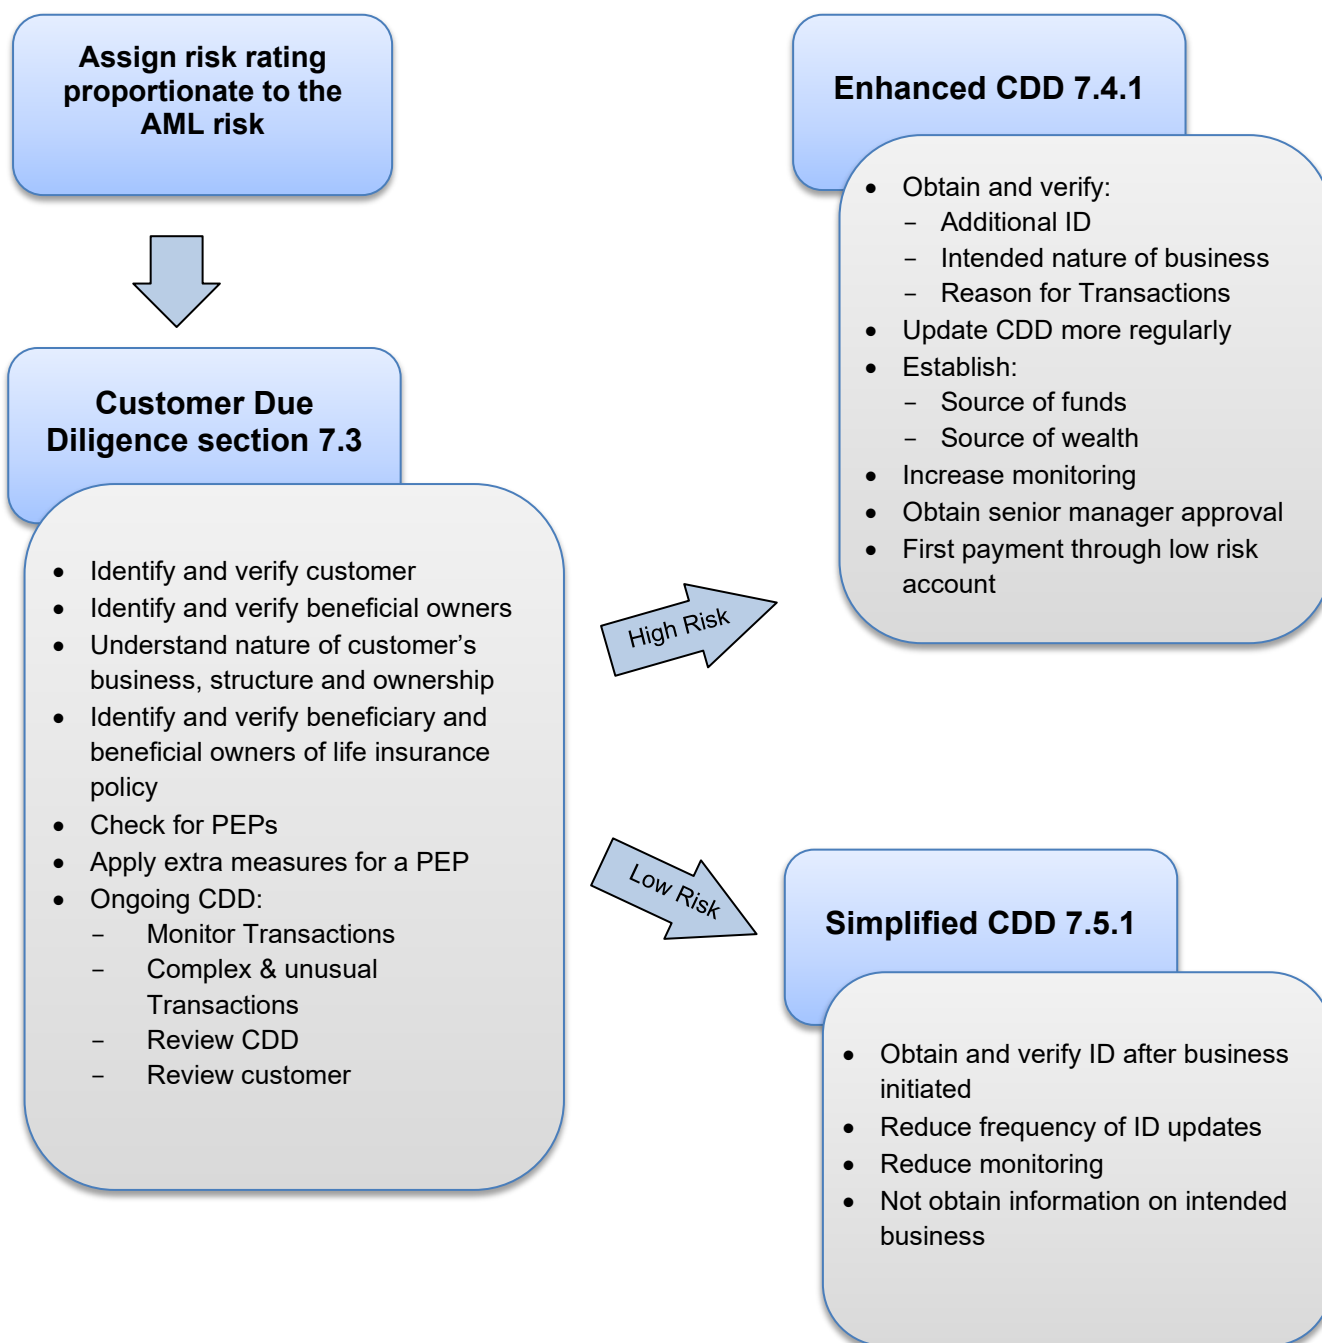 Assign risk rating
proportionate to the
AML risk
Customer Due
Diligence section 7.3
• Identify and verify customer
• Identify and verify beneficial owners
• Understand nature of customer’s
business, structure and ownership
• Identify and verify beneficiary and
beneficial owners of life insurance
policy
• Check for PEPs
• Apply extra measures for a PEP
• Ongoing CDD:
– Monitor Transactions
– Complex & unusual
Transactions
– Review CDD
– Review customer
High Risk
Low Risk
Enhanced CDD 7.4.1
• Obtain and verify:
– Additional ID
– Intended nature of business
– Reason for Transactions
• Update CDD more regularly
• Establish:
– Source of funds
– Source of wealth
• Increase monitoring
• Obtain senior manager approval
• First payment through low risk
account
Simplified CDD 7.5.1
• Obtain and verify ID after business
initiated
• Reduce frequency of ID updates
• Reduce monitoring
• Not obtain information on intended
business